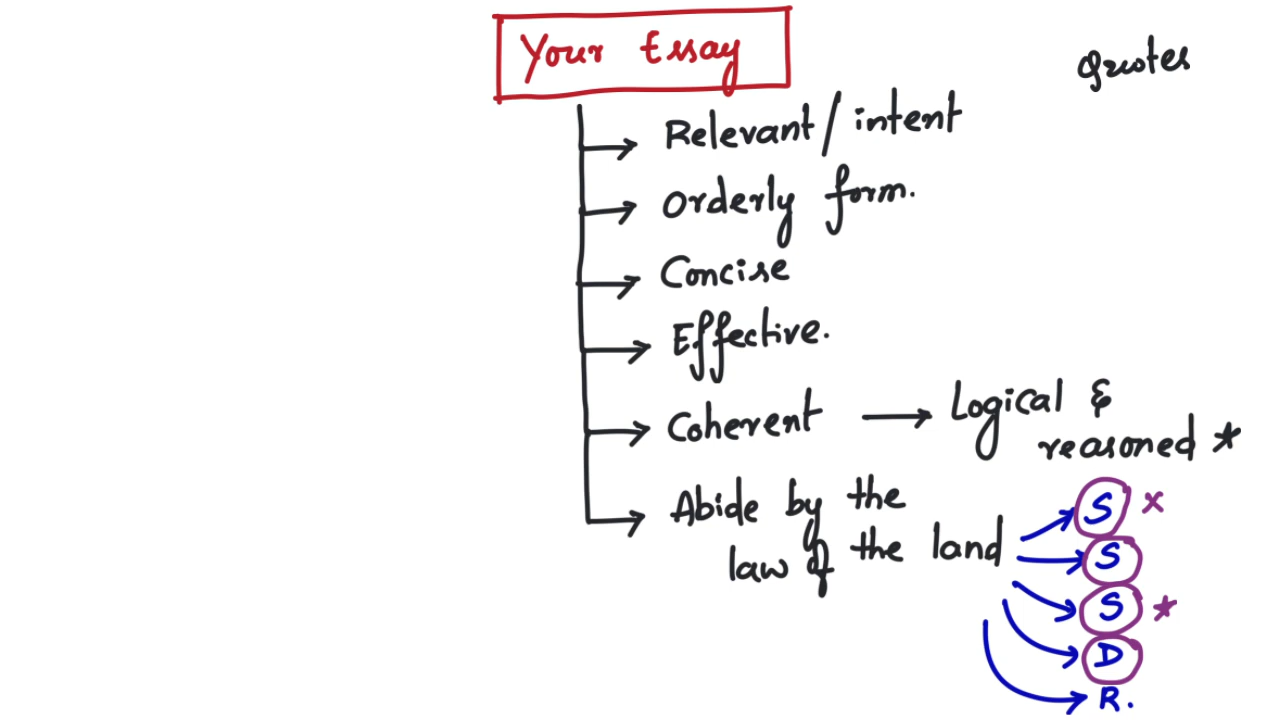 Your Essay
Quotes
Relevant / intent
Orderly form.
Concise
Effective.
Coherent → Logical &
reasoned *
Abide by the
law of the land
S x
S
S *
D
R.